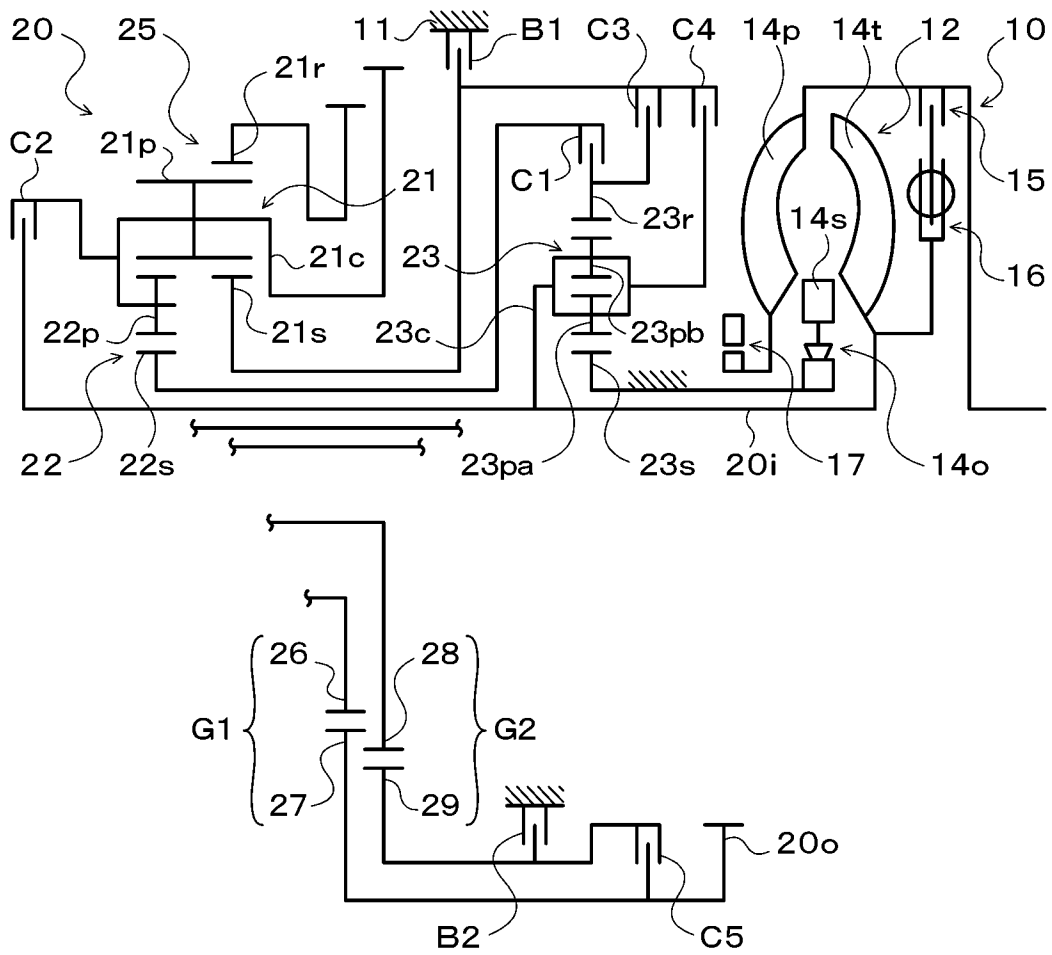 20 25 11 B1 C3 C4 14p 14t 12 10
21r
C2 21p C1 15
21 23r 14s
21c 23 16
22p 21s 23c 23pb
22 22s 23pa 23s 20i 17 14o
26 28
G1 G2
27 29
20o
B2 C5